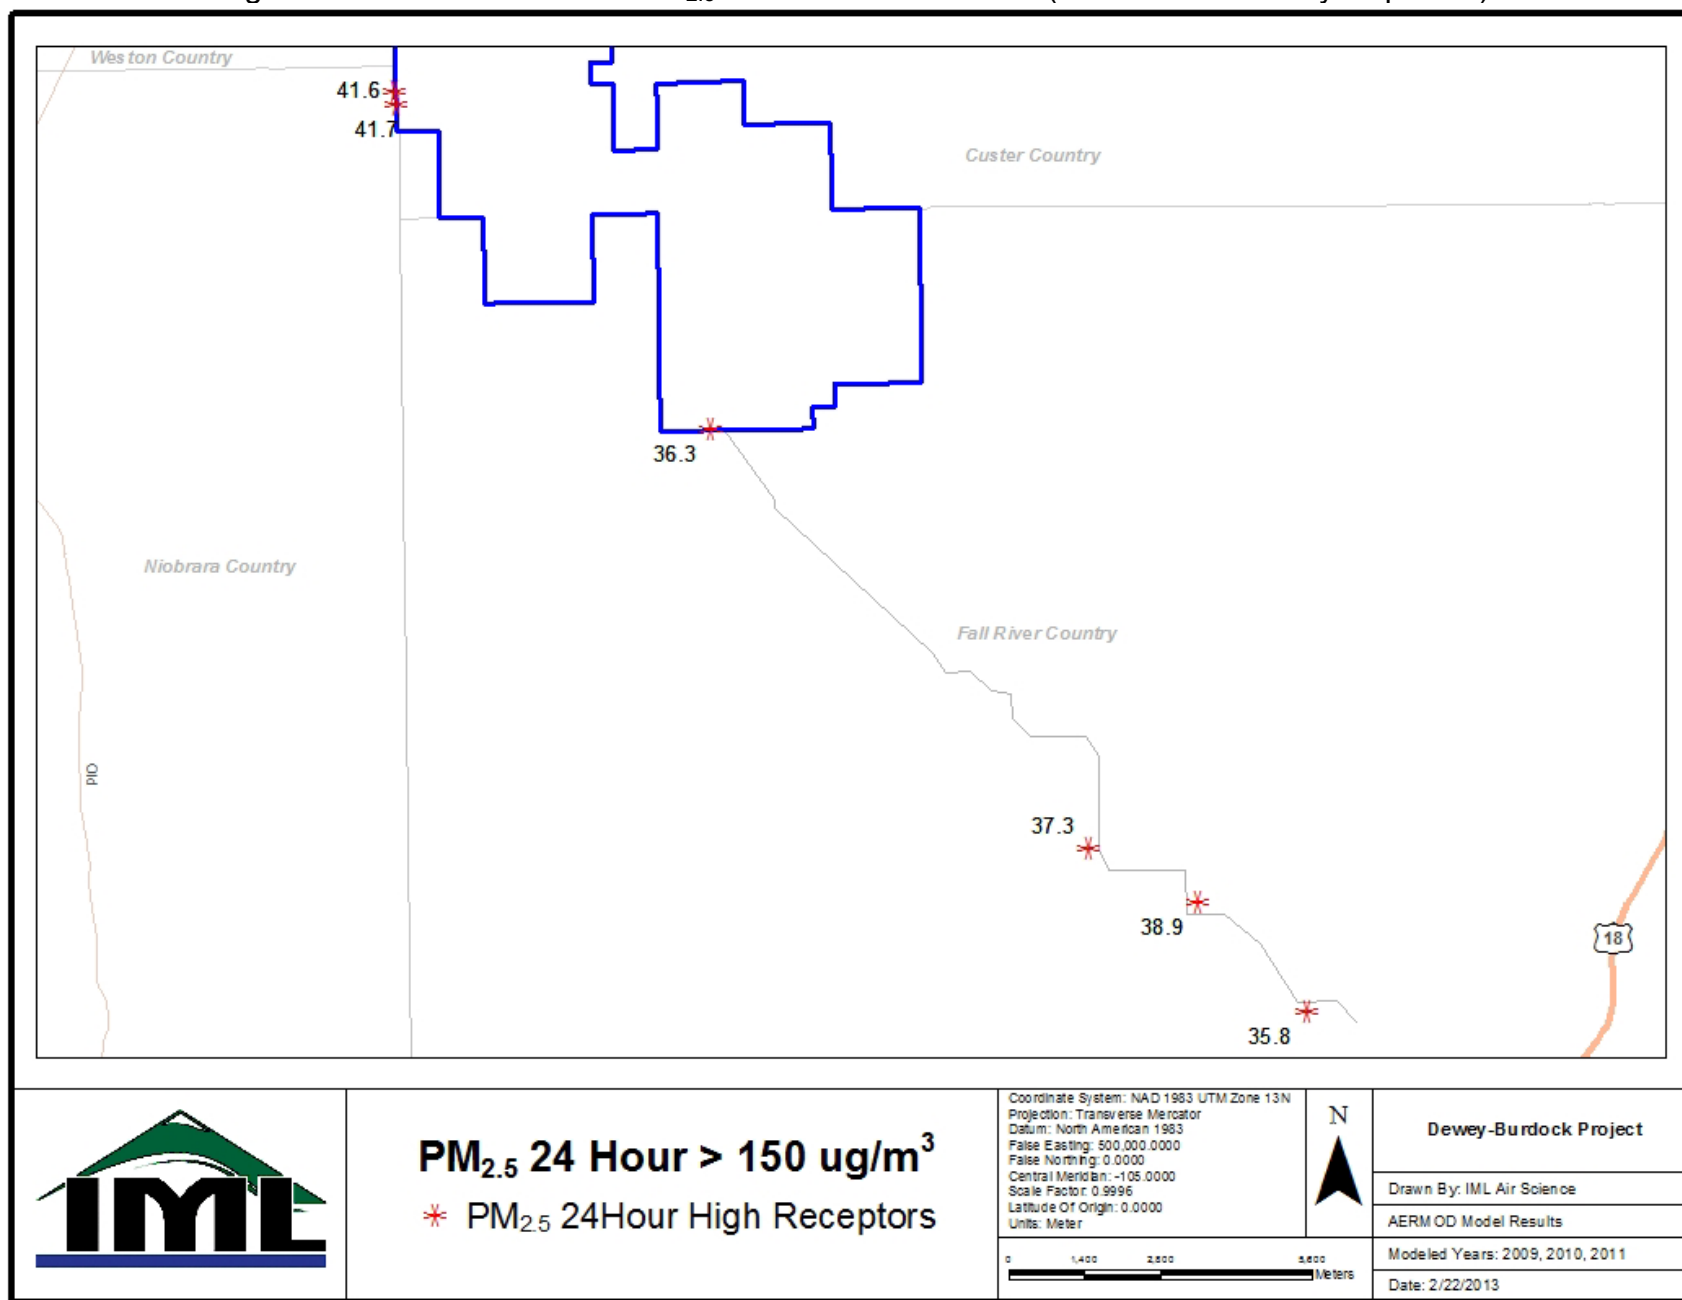 Weston Country
41.6
41.7
Custer Country
36.3
Niobrara Country
Fall River Country
Old
37.3
38.9
18
35.8
IML
PM2.5 24 Hour > 150 ug/m3
PM2.5 24Hour High Receptors
Coordinate System: NAD 1983 UTM Zone 13N
Projection: Transverse Mercator
Datum: North American 1983
False Easting: 500,000.0000
False Northing: 0.0000
Central Meridian: -105.0000
Scale Factor: 0.9996
Latitude Of Origin: 0.0000
Units: Meter
N
0 1,400 2,800 5,600
Meters
Dewey-Burdock Project
Drawn By: IML Air Science
AERMOD Model Results
Modeled Years: 2009, 2010, 2011
Date: 2/22/2013